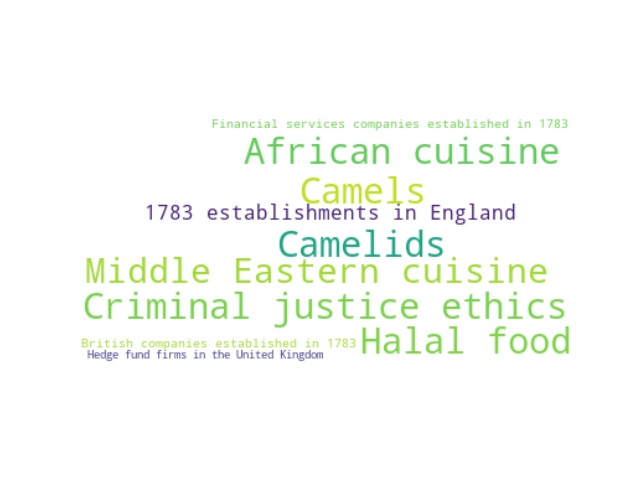 Financial services companies established in 1783
African cuisine
Camels
1783 establishments in England
Camelids
Middle Eastern cuisine
Criminal justice ethics
British companies established in 1783
Halal food
Hedge fund firms in the United Kingdom